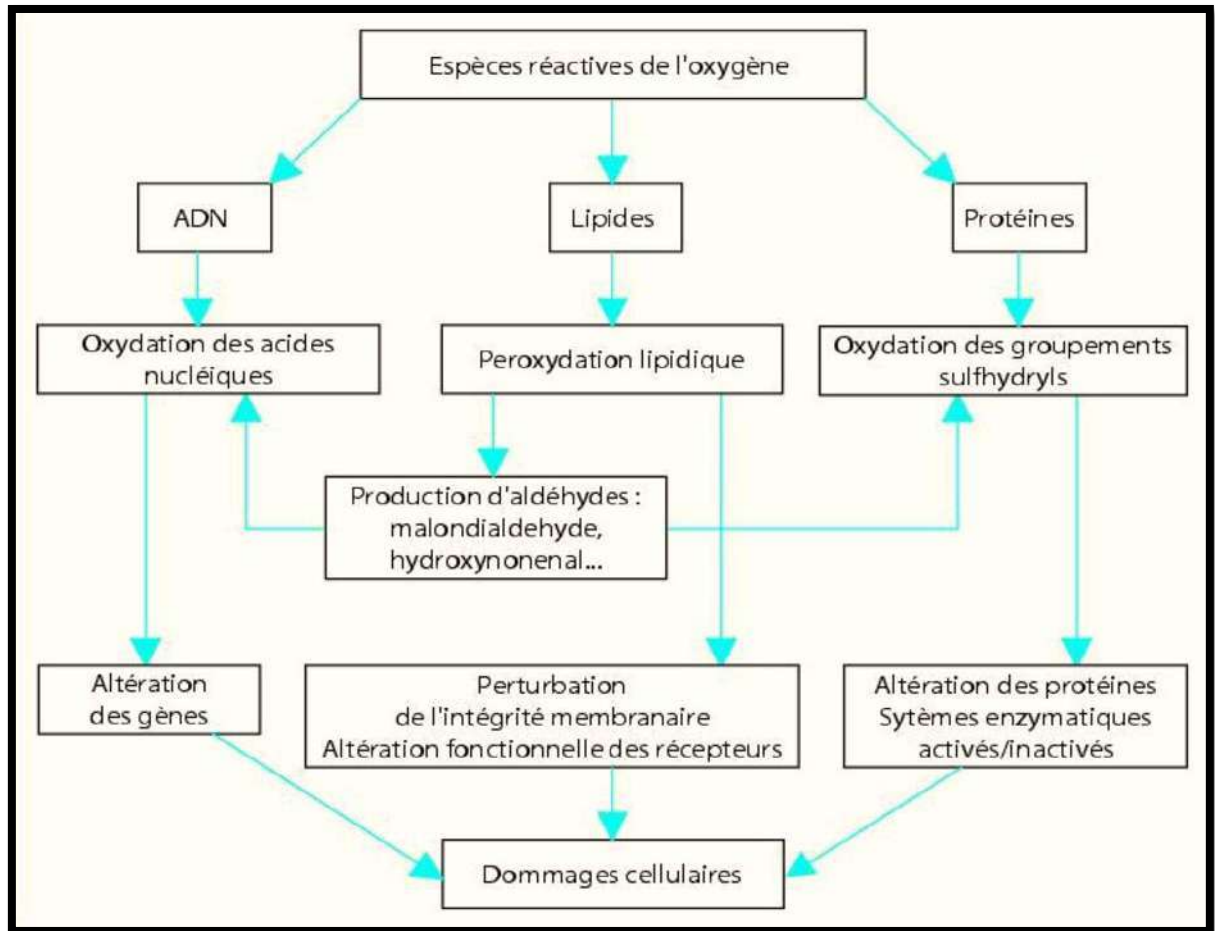 Espèces réactives de l'oxygène
ADN
Lipides
Protéines
Oxydation des acides
nucléiques
Peroxydation lipidique
Oxydation des groupements
sulfhydryls
Production d'aldéhydes :
malondialdehyde,
hydroxynonenal...
Altération
des gènes
Perturbation
de l'intégrité membranaire
Altération fonctionnelle des récepteurs
Altération des protéines
Sytèmes enzymatiques
activés/inactivés
Dommages cellulaires